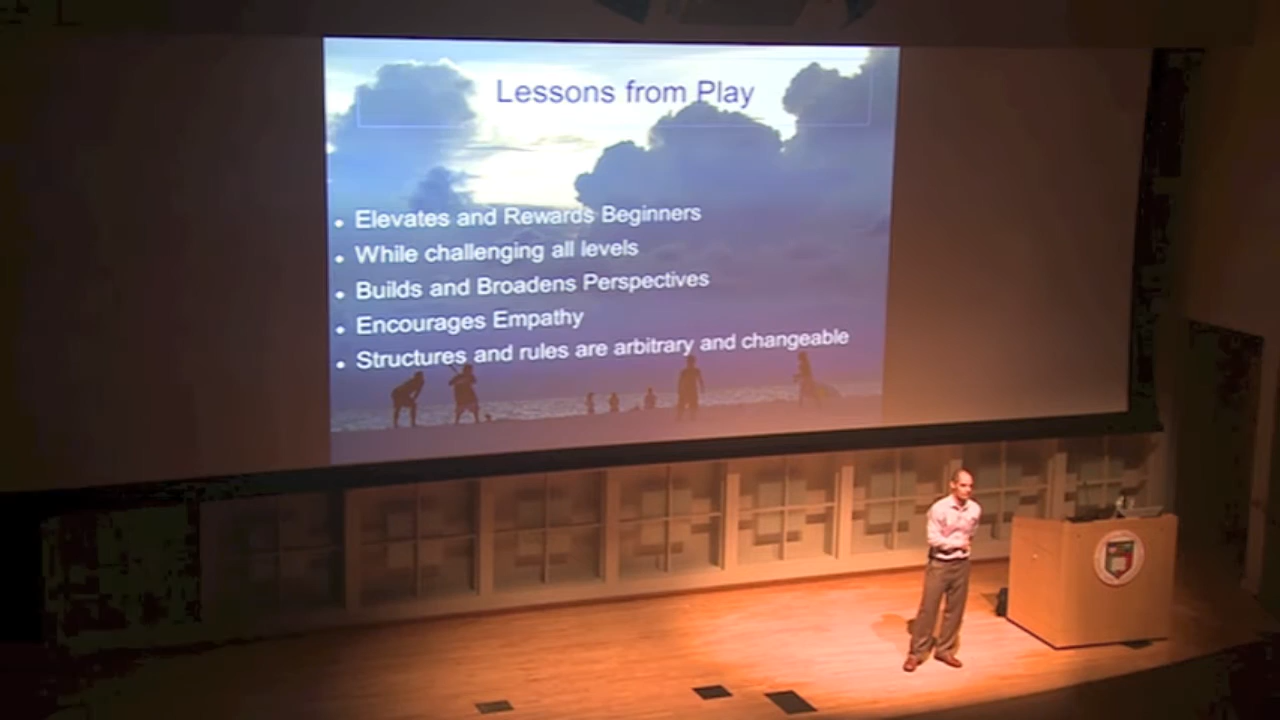 Lessons from Play
• Elevates and Rewards Beginners
• While challenging all levels
• Builds and Broadens Perspectives
• Encourages Empathy
• Structures and rules are arbitrary and changeable